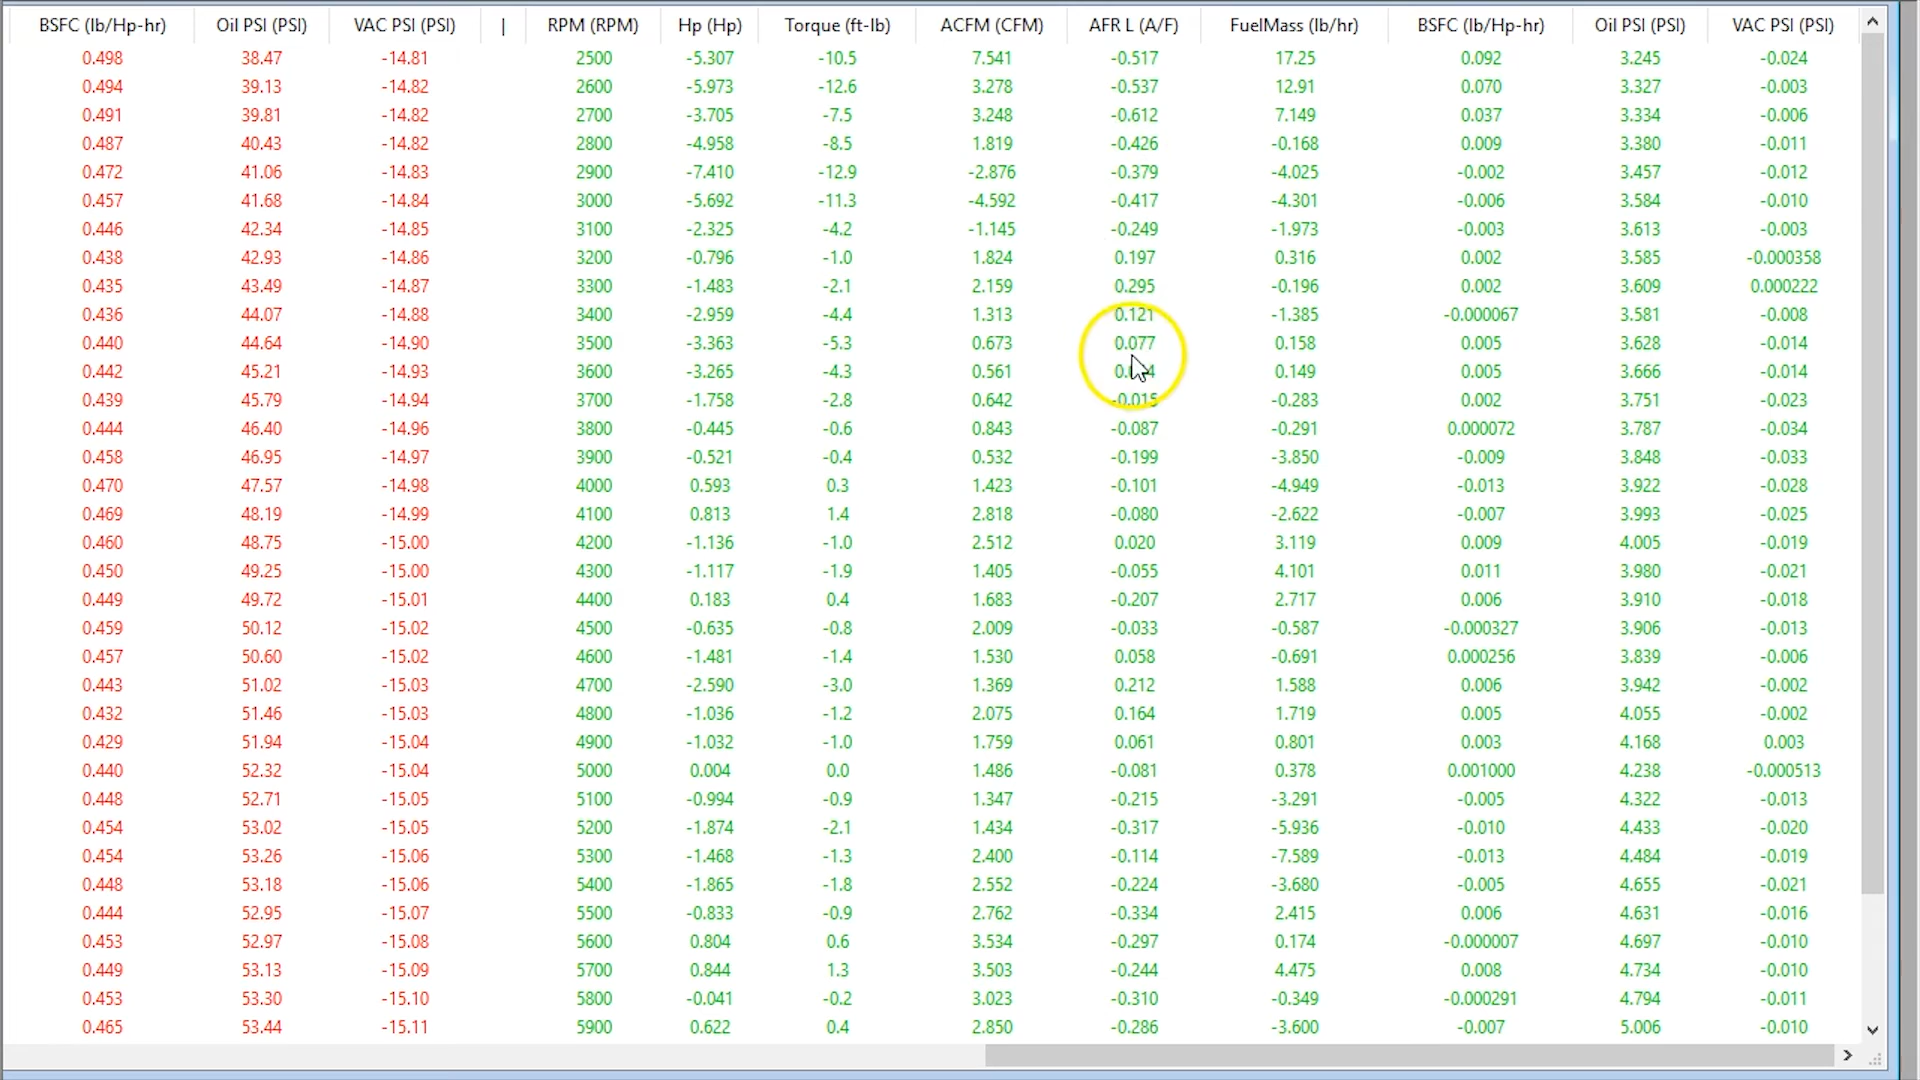 BSFC (lb/Hp-hr) Oil PSI (PSI) VAC PSI (PSI) | RPM (RPM) Hp (Hp) Torque (ft-lb) ACFM (CFM) AFR L (A/F) FuelMass (lb/hr) BSFC (lb/Hp-hr) Oil PSI (PSI) VAC PSI (PSI)
0.498 38.47 -14.81 2500 -5.307 -10.5 7.541 -0.517 17.25 0.092 3.245 -0.024
0.494 39.13 -14.82 2600 -5.973 -12.6 3.278 -0.537 12.91 0.070 3.327 -0.003
0.491 39.81 -14.82 2700 -3.705 -7.5 3.248 -0.612 7.149 0.037 3.334 -0.006
0.487 40.43 -14.82 2800 -4.958 -8.5 1.819 -0.426 -0.168 0.009 3.380 -0.011
0.472 41.06 -14.83 2900 -7.410 -12.9 -2.876 -0.379 -4.025 -0.002 3.457 -0.012
0.457 41.68 -14.84 3000 -5.692 -11.3 -4.592 -0.417 -4.301 -0.006 3.584 -0.010
0.446 42.34 -14.85 3100 -2.325 -4.2 -1.145 -0.249 -1.973 -0.003 3.613 -0.003
0.438 42.93 -14.86 3200 -0.796 -1.0 1.824 0.197 0.316 0.002 3.585 -0.000358
0.435 43.49 -14.87 3300 -1.483 -2.1 2.159 0.295 -0.196 0.002 3.609 0.000222
0.436 44.07 -14.88 3400 -2.959 -4.4 1.313 0.121 -1.385 -0.000067 3.581 -0.008
0.440 44.64 -14.90 3500 -3.363 -5.3 0.673 0.077 0.158 0.005 3.628 -0.014
0.442 45.21 -14.93 3600 -3.265 -4.3 0.561 0.149 0.005 3.666 -0.014
0.439 45.79 -14.94 3700 -1.758 -2.8 0.642 -0.015 -0.283 0.002 3.751 -0.023
0.444 46.40 -14.96 3800 -0.445 -0.6 0.843 -0.087 -0.291 0.000072 3.787 -0.034
0.458 46.95 -14.97 3900 -0.521 -0.4 0.532 -0.199 -3.850 -0.009 3.848 -0.033
0.470 47.57 -14.98 4000 0.593 0.3 1.423 -0.101 -4.949 -0.013 3.922 -0.028
0.469 48.19 -14.99 4100 0.813 1.4 2.818 -0.080 -2.622 -0.007 3.993 -0.025
0.460 48.75 -15.00 4200 -1.136 -1.0 2.512 0.020 3.119 0.009 4.005 -0.019
0.450 49.25 -15.00 4300 -1.117 -1.9 1.405 -0.055 4.101 0.011 3.980 -0.021
0.449 49.72 -15.01 4400 0.183 0.4 1.683 -0.207 2.717 0.006 3.910 -0.018
0.459 50.12 -15.02 4500 -0.635 -0.8 2.009 -0.033 -0.587 -0.000327 3.906 -0.013
0.457 50.60 -15.02 4600 -1.481 -1.4 1.530 0.058 -0.691 0.000256 3.839 -0.006
0.443 51.02 -15.03 4700 -2.590 -3.0 1.369 0.212 1.588 0.006 3.942 -0.002
0.432 51.46 -15.03 4800 -1.036 -1.2 2.075 0.164 1.719 0.005 4.055 -0.002
0.429 51.94 -15.04 4900 -1.032 -1.0 1.759 0.061 0.801 0.003 4.168 0.003
0.440 52.32 -15.04 5000 0.004 0.0 1.486 -0.081 0.378 0.001000 4.238 -0.000513
0.448 52.71 -15.05 5100 -0.994 -0.9 1.347 -0.215 -3.291 -0.005 4.322 -0.013
0.454 53.02 -15.05 5200 -1.874 -2.1 1.434 -0.317 -5.936 -0.010 4.433 -0.020
0.454 53.26 -15.06 5300 -1.468 -1.3 2.400 -0.114 -7.589 -0.013 4.484 -0.019
0.448 53.18 -15.06 5400 -1.865 -1.8 2.552 -0.224 -3.680 -0.005 4.655 -0.021
0.444 52.95 -15.07 5500 -0.833 -0.9 2.762 -0.334 2.415 0.006 4.631 -0.016
0.453 52.97 -15.08 5600 0.804 0.6 3.534 -0.297 0.174 -0.000007 4.697 -0.010
0.449 53.13 -15.09 5700 0.844 1.3 3.503 -0.244 4.475 0.008 4.734 -0.010
0.453 53.30 -15.10 5800 -0.041 -0.2 3.023 -0.310 -0.349 -0.000291 4.794 -0.011
0.465 53.44 -15.11 5900 0.622 0.4 2.850 -0.286 -3.600 -0.007 5.006 -0.010